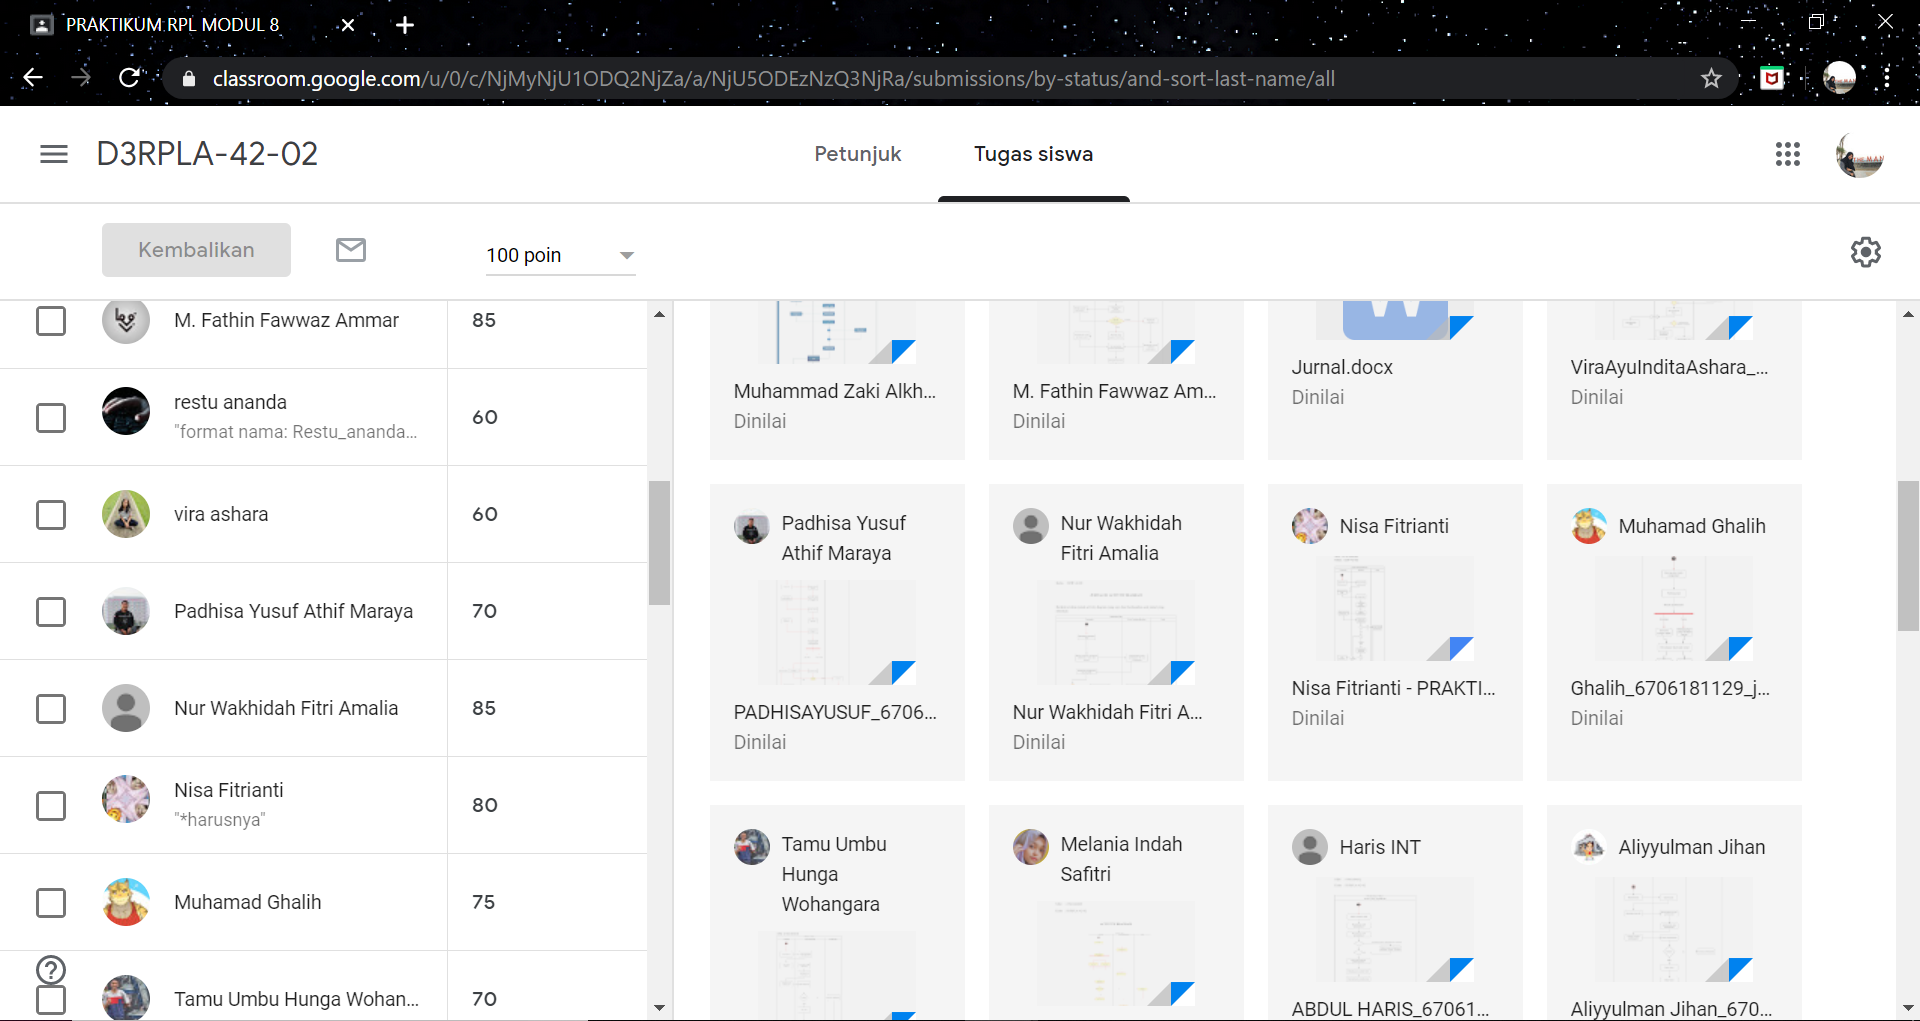 PRAKTIKUM RPL MODUL 8
classroom.google.com/u/0/c/NjMyNjU1ODQ2NjZa/a/NjU5ODEzNzQ3NjRa/submissions/by-status/and-sort-last-name/all
D3RPLA-42-02
Petunjuk
Tugas siswa
Kembalikan
100 poin
M. Fathin Fawwaz Ammar
85
restu ananda
"format nama: Restu_ananda...
60
vira ashara
60
Padhisa Yusuf Athif Maraya
70
Nur Wakhidah Fitri Amalia
85
Nisa Fitrianti
"*harusnya"
80
Muhamad Ghalih
75
Tamu Umbu Hunga Wohan...
70
Muhammad Zaki Alkh...
Dinilai
M. Fathin Fawwaz Am...
Dinilai
Jurnal.docx
Dinilai
ViraAyuInditaAshara_...
Dinilai
Padhisa Yusuf
Athif Maraya
PADHISAYUSUF_6706...
Dinilai
Nur Wakhidah
Fitri Amalia
Nur Wakhidah Fitri A...
Dinilai
Nisa Fitrianti
Nisa Fitrianti - PRAKTI...
Dinilai
Muhamad Ghalih
Ghalih_6706181129_j...
Dinilai
Tamu Umbu
Hunga
Wohangara
Melania Indah
Safitri
Haris INT
ABDUL HARIS_67061...
Aliyyulman Jihan
Aliyyulman Jihan_670...